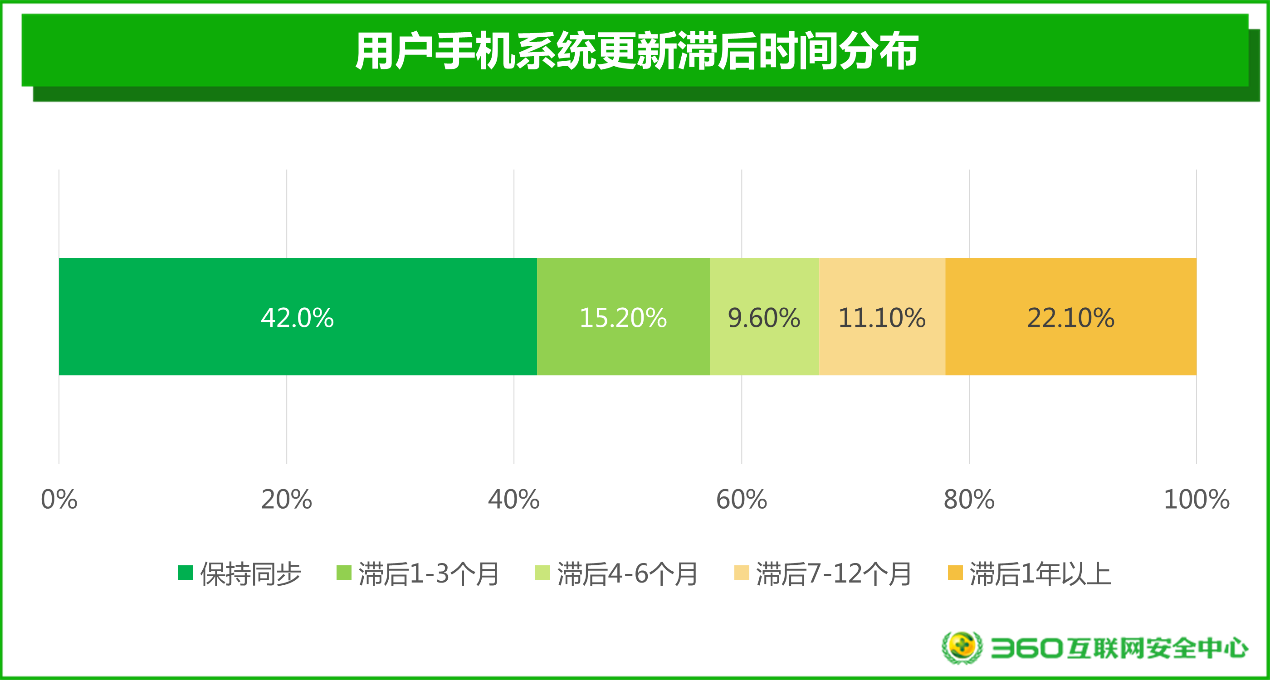 用户手机系统更新滞后时间分布
42.0% 15.20% 9.60% 11.10% 22.10%
0% 20% 40% 60% 80% 100%
保持同步 滞后1-3个月 滞后4-6个月 滞后7-12个月 滞后1年以上
360互联网安全中心